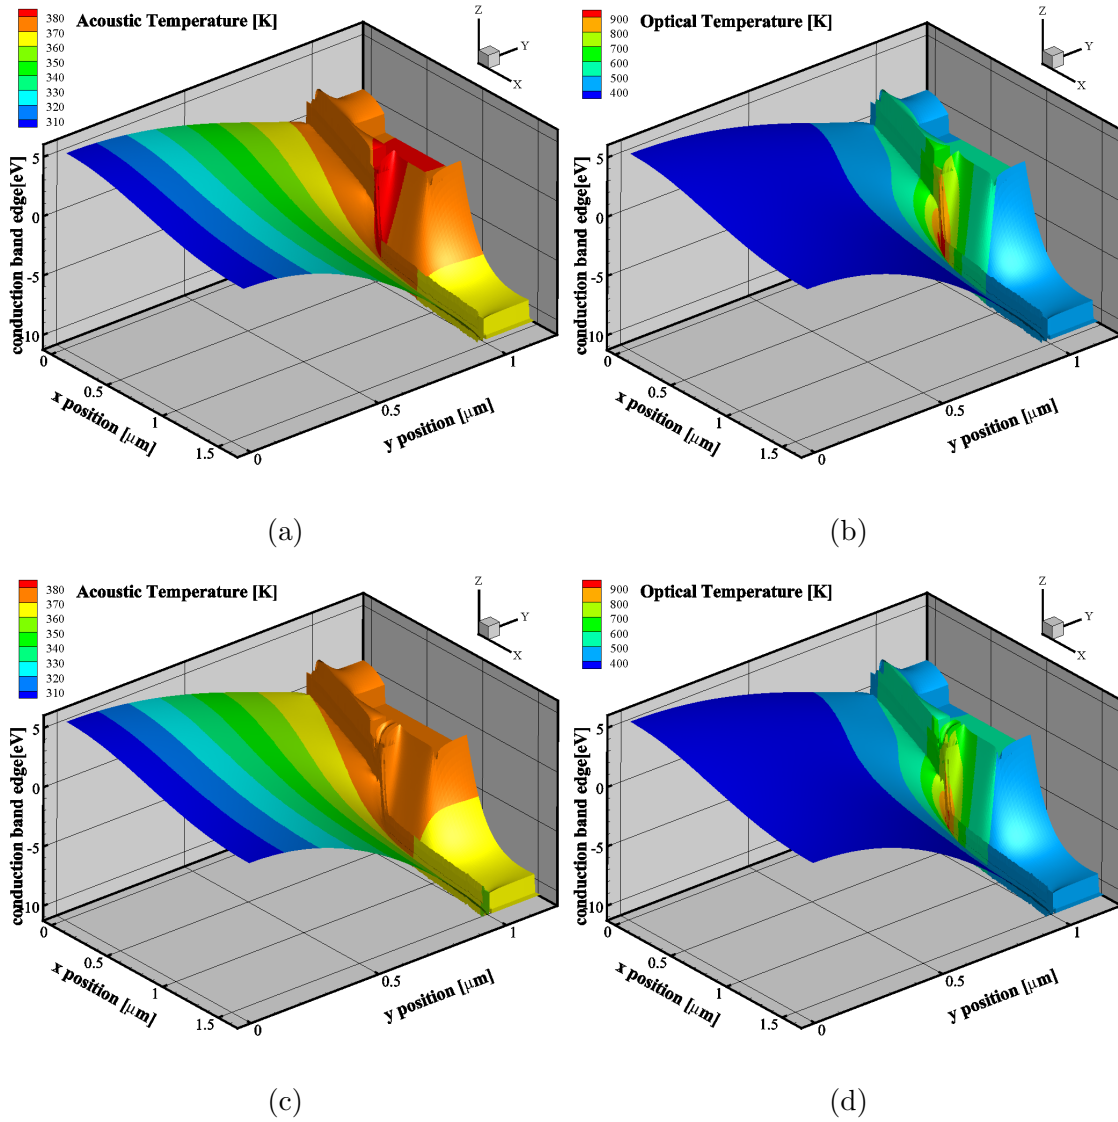 Acoustic Temperature [K]
380
370
360
350
340
330
320
310
Z
Y
X
conduction band edge[eV]
5
0
-5
-10
0
0.5
1
1.5
x position [μm]
0
0.5
1
y position [μm]
(a)
Optical Temperature [K]
900
800
700
600
500
400
Z
Y
X
conduction band edge[eV]
5
0
-5
-10
0
0.5
1
1.5
x position [μm]
0
0.5
1
y position [μm]
(b)
Acoustic Temperature [K]
380
370
360
350
340
330
320
310
Z
Y
X
conduction band edge[eV]
5
0
-5
-10
0
0.5
1
1.5
x position [μm]
0
0.5
1
y position [μm]
(c)
Optical Temperature [K]
900
800
700
600
500
400
Z
Y
X
conduction band edge[eV]
5
0
-5
-10
0
0.5
1
1.5
x position [μm]
0
0.5
1
y position [μm]
(d)